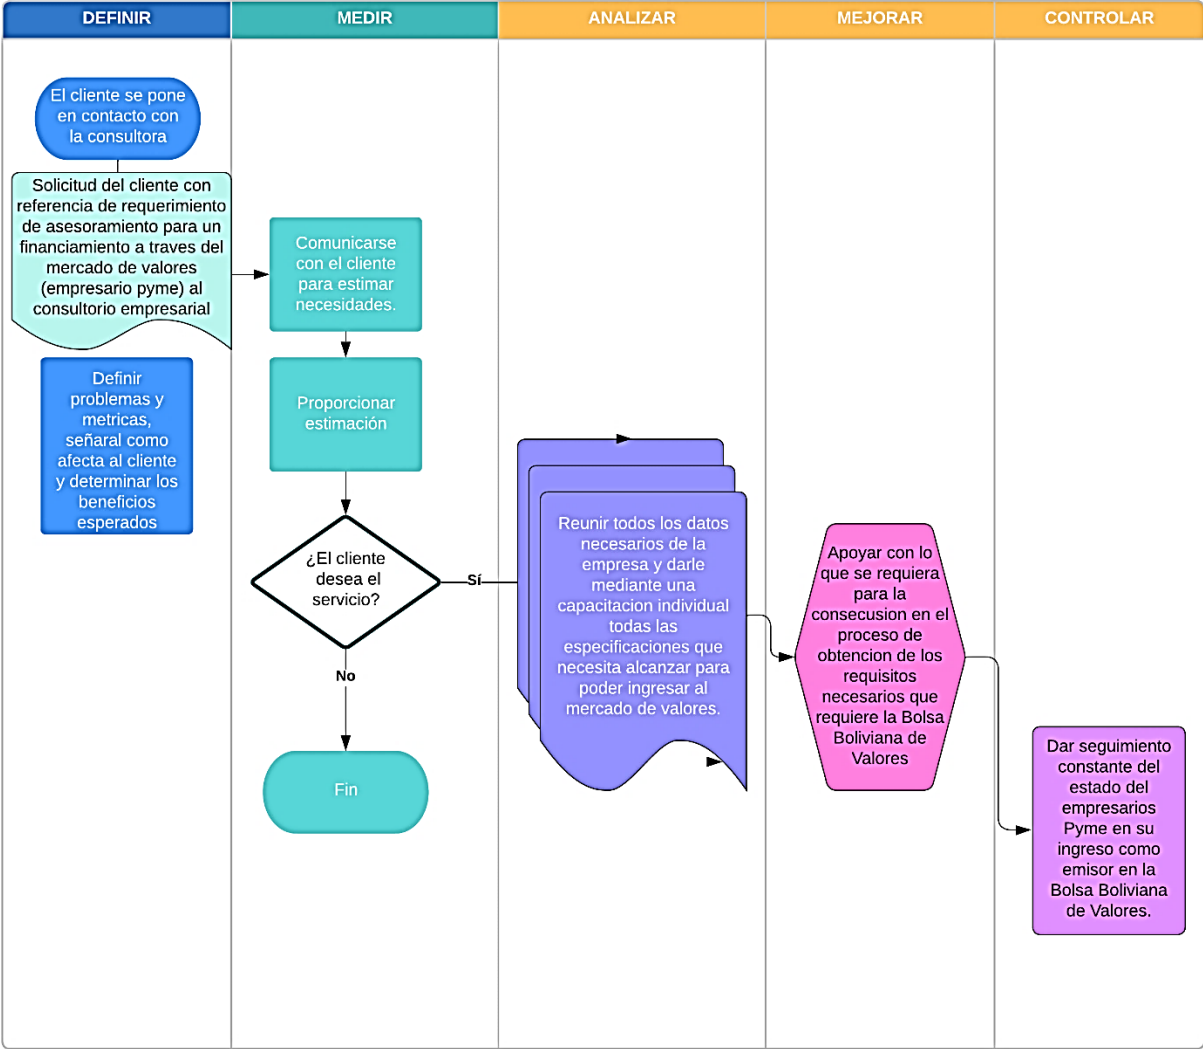 DEFINIR
MEDIR
ANALIZAR
MEJORAR
CONTROLAR
El cliente se pone
en contacto con
la consultora
Solicitud del cliente con
referencia de requerimiento
de asesoramiento para un
financiamiento a traves del
mercado de valores
(empresario pyme) al
consultorio empresarial
Definir
problemas y
metricas,
señaral como
afecta al cliente
y determinar los
beneficios
esperados
Comunicarse
con el cliente
para estimar
necesidades.
Proporcionar
estimación
¿El cliente
desea el
servicio?
Sí
No
Fin
Reunir todos los datos
necesarios de la
empresa y darle
mediante una
capacitacion individual
todas las
especificaciones que
necesita alcanzar para
poder ingresar al
mercado de valores.
Apoyar con lo
que se requiera
para la
consecusion en el
proceso de
obtencion de los
requisitos
necesarios que
requiere la Bolsa
Boliviana de
Valores
Dar seguimiento
constante del
estado del
empresarios
Pyme en su
ingreso como
emisor en la
Bolsa Boliviana
de Valores.